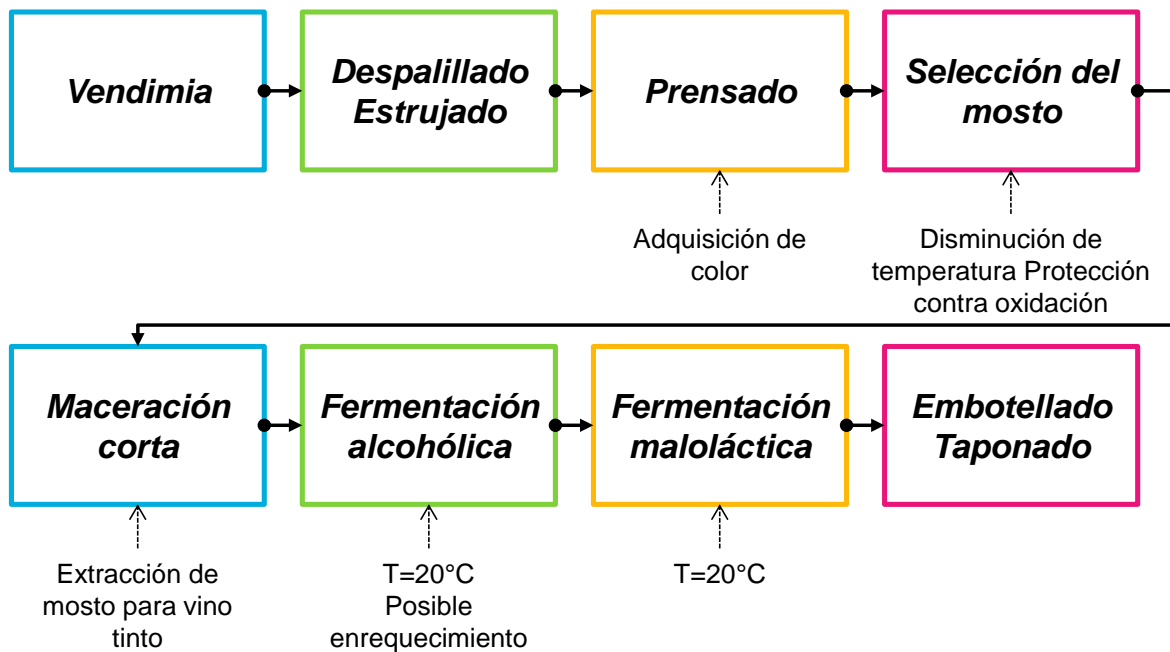 Vendimia
Despalillado
Estrujado
Prensado
Selección del
mosto
Adquisición de
color
Disminución de
temperatura Protección
contra oxidación
Maceración
corta
Fermentación
alcohólica
Fermentación
maloláctica
Embotellado
Taponado
Extracción de
mosto para vino
tinto
T=20°C
Posible
enrequecimiento
T=20°C